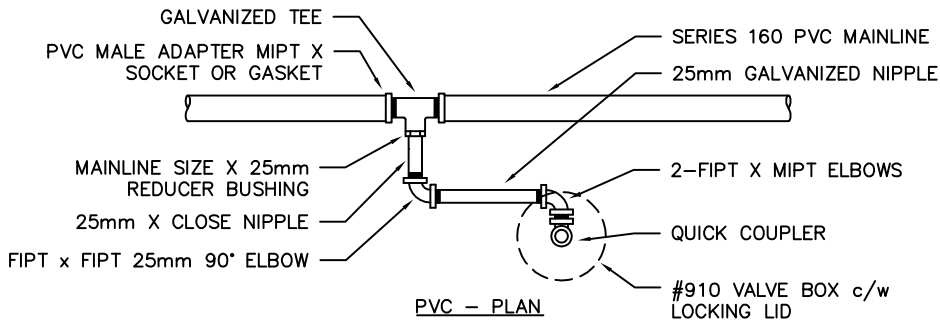 GALVANIZED TEE
PVC MALE ADAPTER MIPT X
SOCKET OR GASKET
SERIES 160 PVC MAINLINE
25mm GALVANIZED NIPPLE
MAINLINE SIZE X 25mm
REDUCER BUSHING
2-FIPT X MIPT ELBOWS
25mm X CLOSE NIPPLE
QUICK COUPLER
FIPT x FIPT 25mm 90° ELBOW
#910 VALVE BOX c/w
LOCKING LID
PVC - PLAN